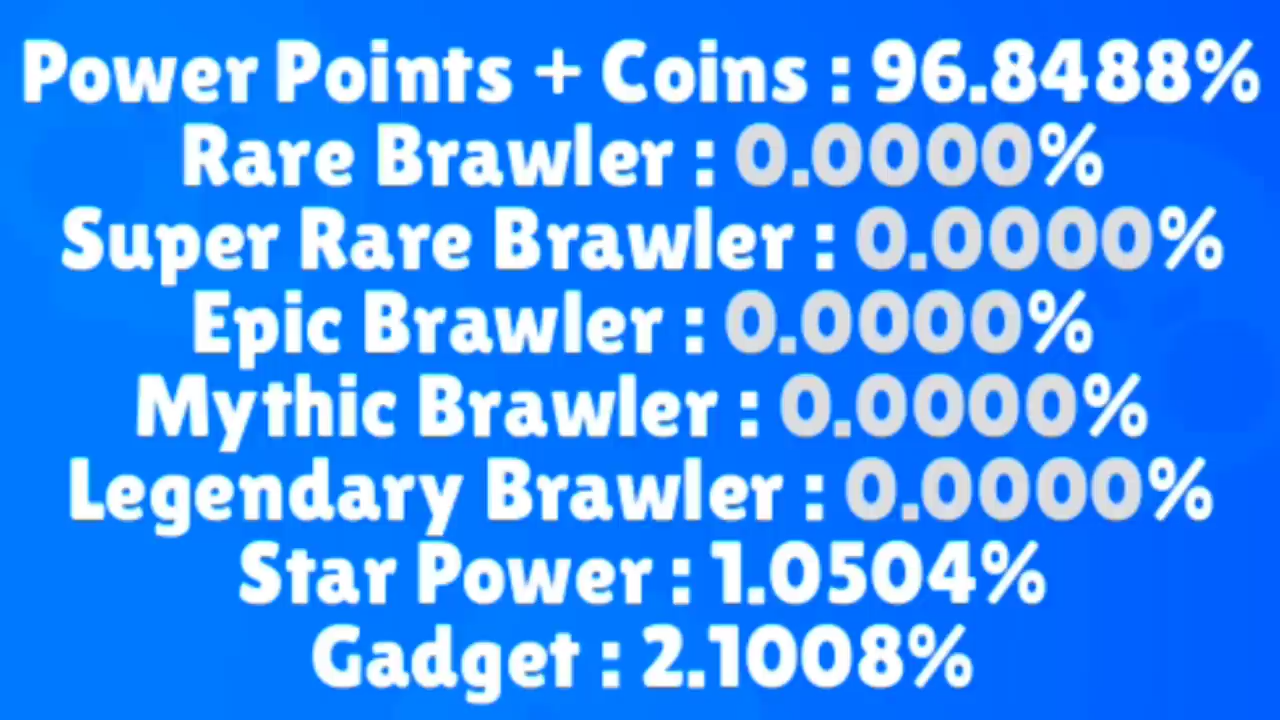 Power Points + Coins : 96.8488%
Rare Brawler : 0.0000%
Super Rare Brawler : 0.0000%
Epic Brawler : 0.0000%
Mythic Brawler : 0.0000%
Legendary Brawler : 0.0000%
Star Power : 1.0504%
Gadget : 2.1008%